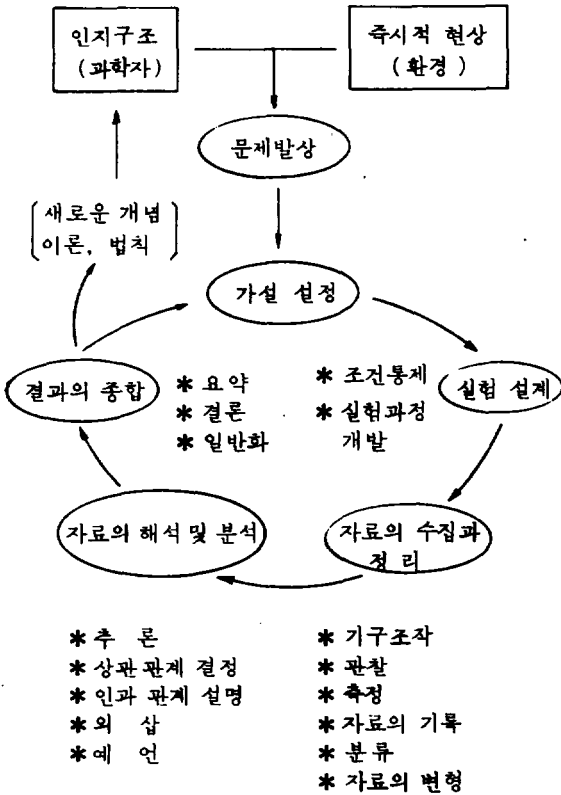 인지구조
(과학자)
즉시적 현상
(환경)
문제발상
새로운 개념
이론, 법칙
가설 설정
결과의 종합
* 요약
* 결론
* 일반화
* 조건통제
* 실험과정
개발
실험 설계
자료의 해석 및 분석
자료의 수집과
정리
* 추 론
* 상관 관계 결정
* 인과 관계 설명
* 외 삽
* 예 언
* 기구조작
* 관찰
* 측정
* 자료의 기록
* 분류
* 자료의 변형